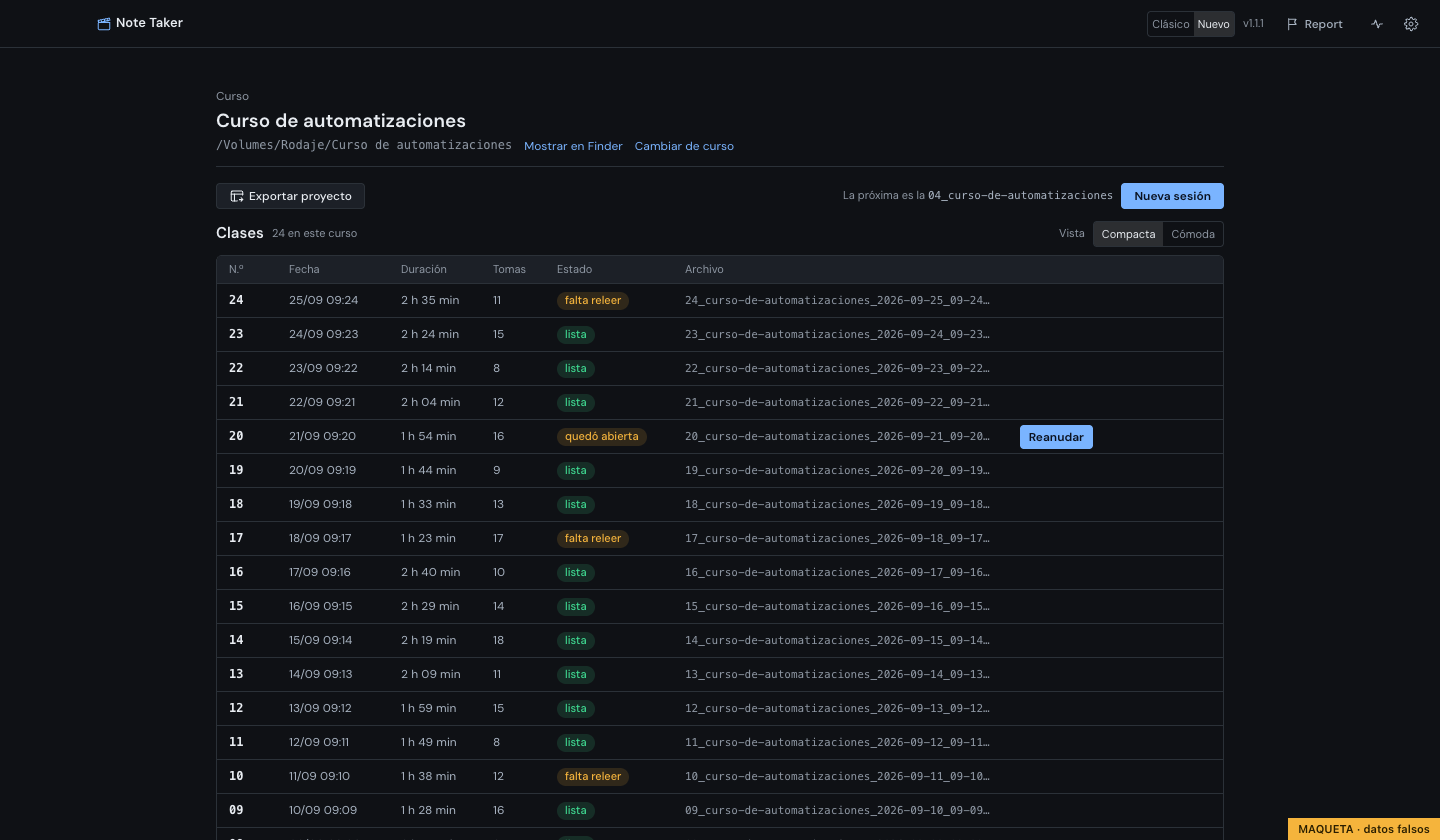 Note Taker
Clásico Nuevo v1.1.1 Report
Curso
Curso de automatizaciones
/Volumes/Rodaje/Curso de automatizaciones Mostrar en Finder Cambiar de curso
Exportar proyecto La próxima es la 04_curso-de-automatizaciones Nueva sesión
Clases 24 en este curso Vista Compacta Cómoda
N.º Fecha Duración Tomas Estado Archivo
24 25/09 09:24 2 h 35 min 11 falta releer 24_curso-de-automatizaciones_2026-09-25_09-24…
23 24/09 09:23 2 h 24 min 15 lista 23_curso-de-automatizaciones_2026-09-24_09-23…
22 23/09 09:22 2 h 14 min 8 lista 22_curso-de-automatizaciones_2026-09-23_09-22…
21 22/09 09:21 2 h 04 min 12 lista 21_curso-de-automatizaciones_2026-09-22_09-21…
20 21/09 09:20 1 h 54 min 16 quedó abierta 20_curso-de-automatizaciones_2026-09-21_09-20… Reanudar
19 20/09 09:19 1 h 44 min 9 lista 19_curso-de-automatizaciones_2026-09-20_09-19…
18 19/09 09:18 1 h 33 min 13 lista 18_curso-de-automatizaciones_2026-09-19_09-18…
17 18/09 09:17 1 h 23 min 17 falta releer 17_curso-de-automatizaciones_2026-09-18_09-17…
16 17/09 09:16 2 h 40 min 10 lista 16_curso-de-automatizaciones_2026-09-17_09-16…
15 16/09 09:15 2 h 29 min 14 lista 15_curso-de-automatizaciones_2026-09-16_09-15…
14 15/09 09:14 2 h 19 min 18 lista 14_curso-de-automatizaciones_2026-09-15_09-14…
13 14/09 09:13 2 h 09 min 11 lista 13_curso-de-automatizaciones_2026-09-14_09-13…
12 13/09 09:12 1 h 59 min 15 lista 12_curso-de-automatizaciones_2026-09-13_09-12…
11 12/09 09:11 1 h 49 min 8 lista 11_curso-de-automatizaciones_2026-09-12_09-11…
10 11/09 09:10 1 h 38 min 12 falta releer 10_curso-de-automatizaciones_2026-09-11_09-10…
09 10/09 09:09 1 h 28 min 16 lista 09_curso-de-automatizaciones_2026-09-10_09-09…
MAQUETA · datos falsos